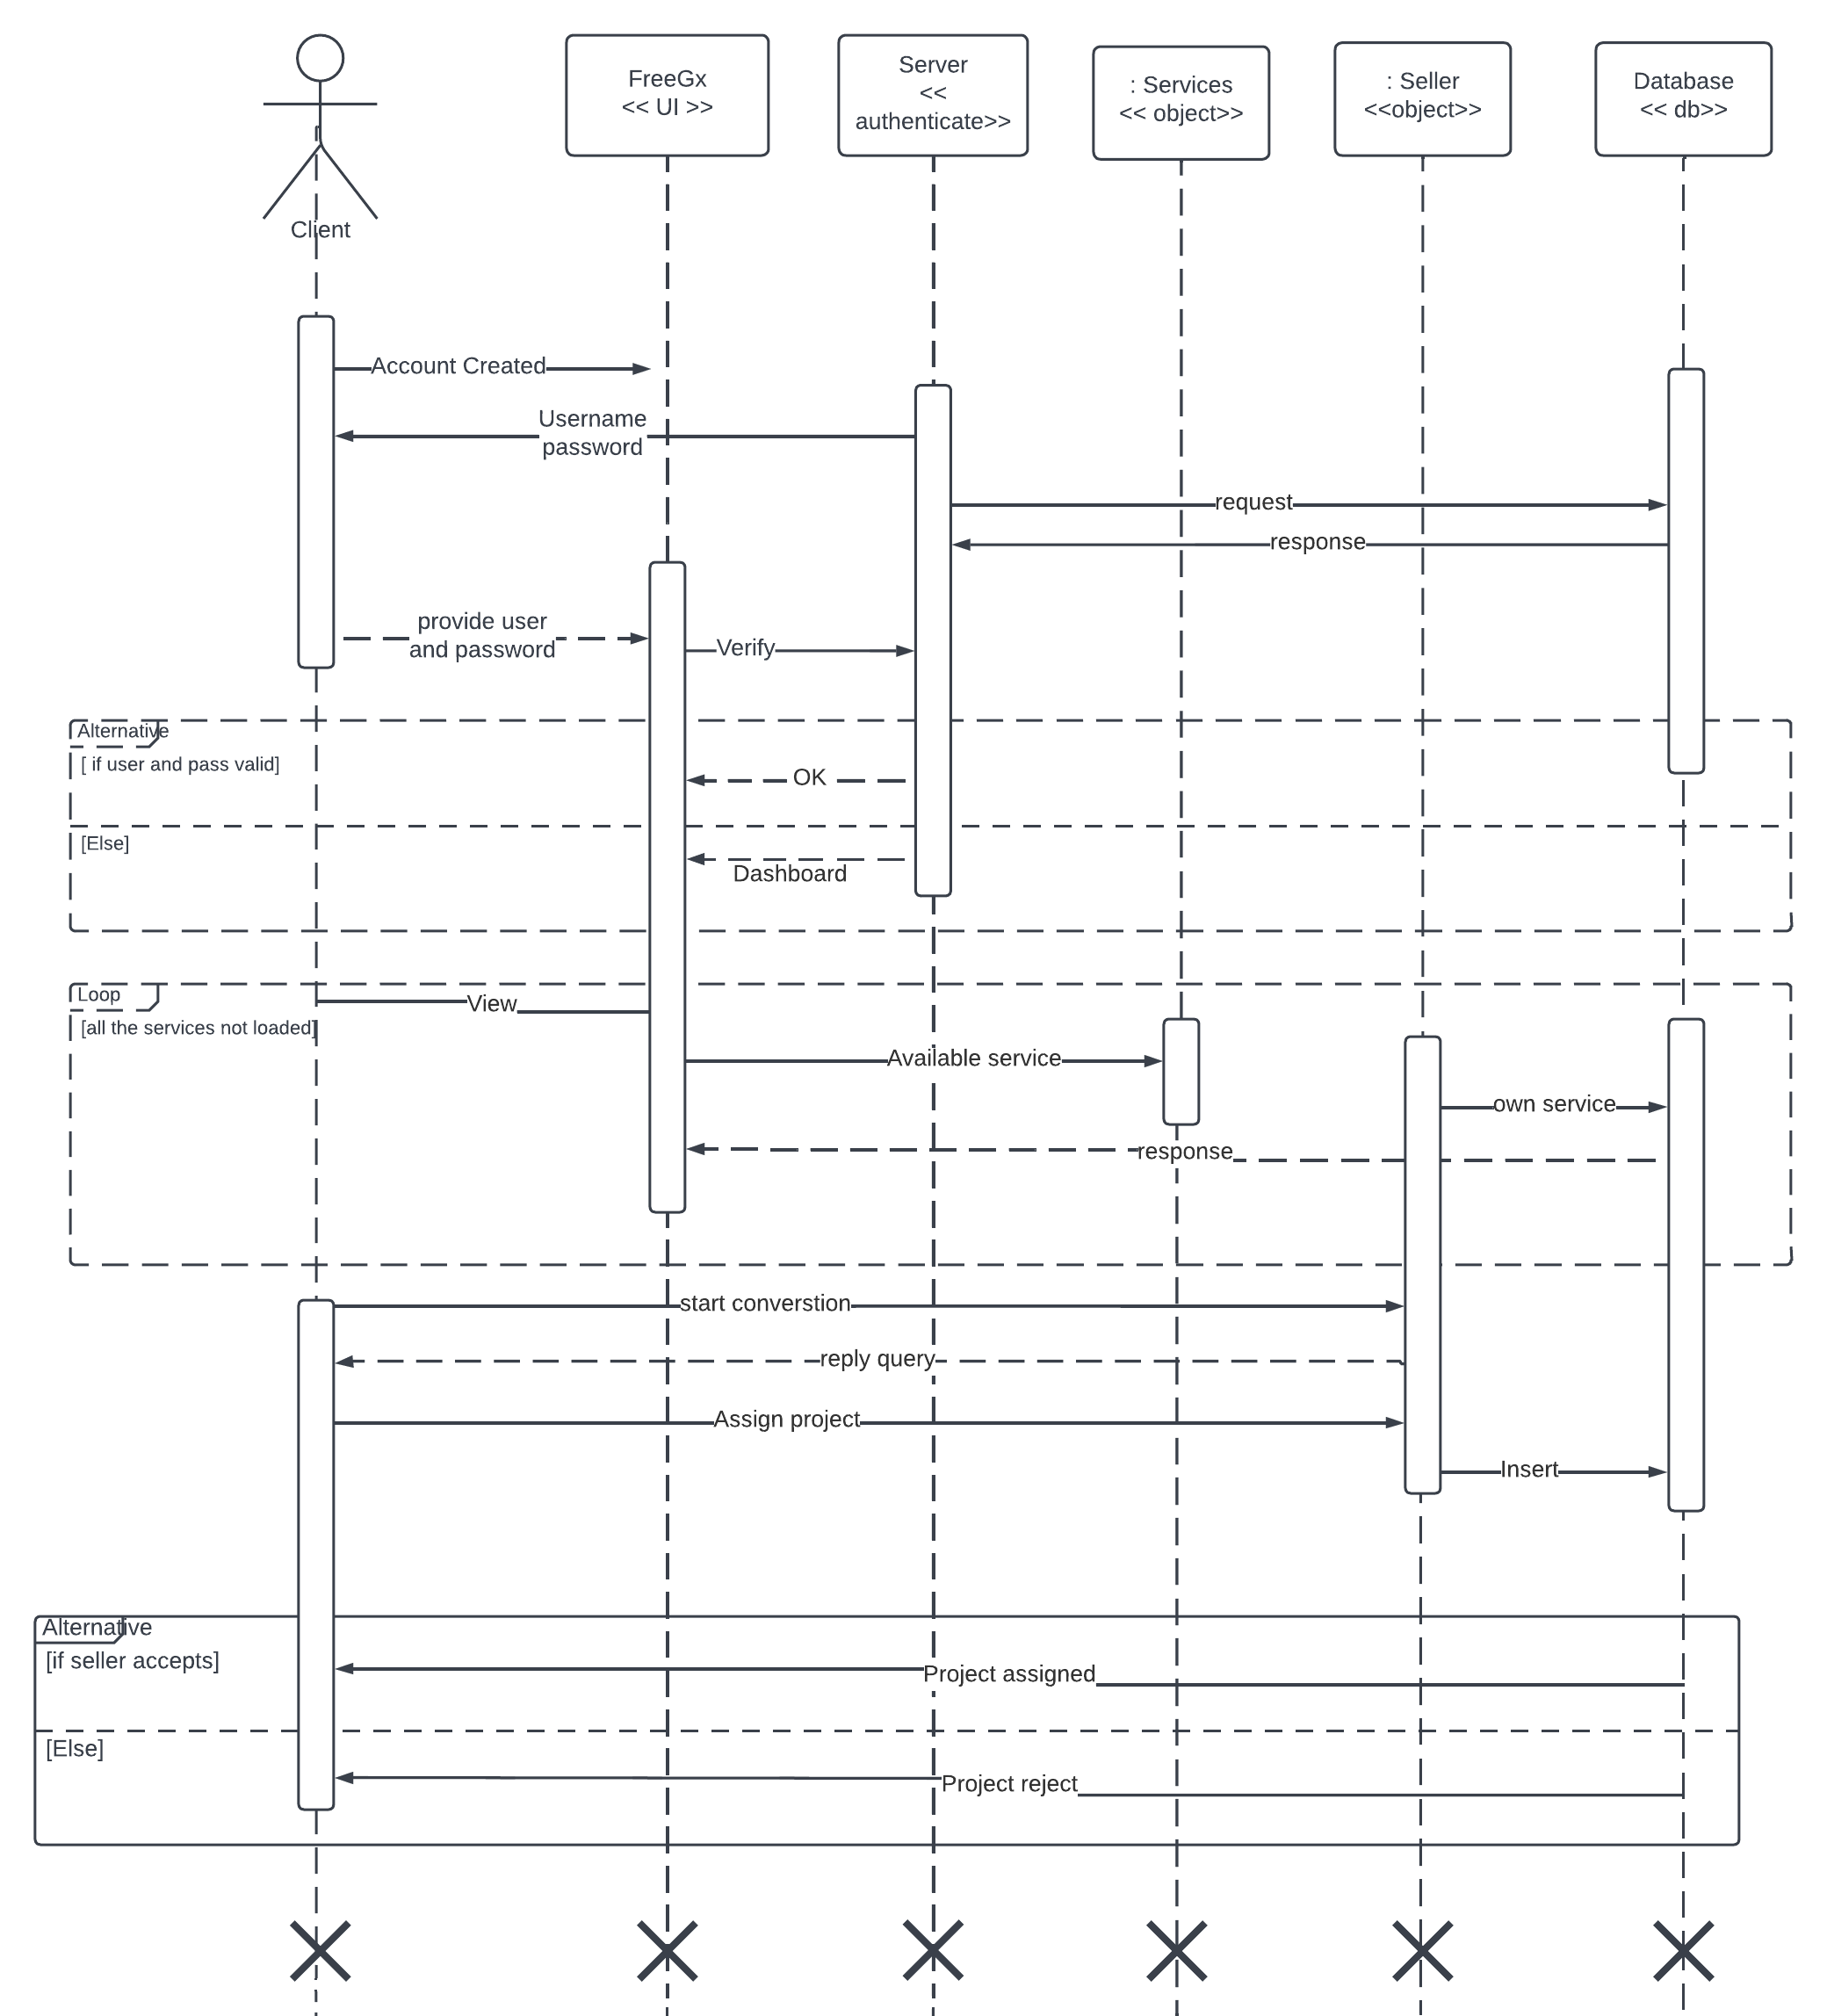 Client
FreeGx
<< UI >>
Server
<<
authenticate>>
: Services
<< object>>
: Seller
<<object>>
Database
<< db>>
Account Created
Username
password
request
response
provide user
and password
Verify
Alternative
[ if user and pass valid]
OK
[Else]
Dashboard
Loop
View
[all the services not loaded]
Available service
own service
response
start converstion
reply query
Assign project
Insert
Alternative
[if seller accepts]
Project assigned
[Else]
Project reject